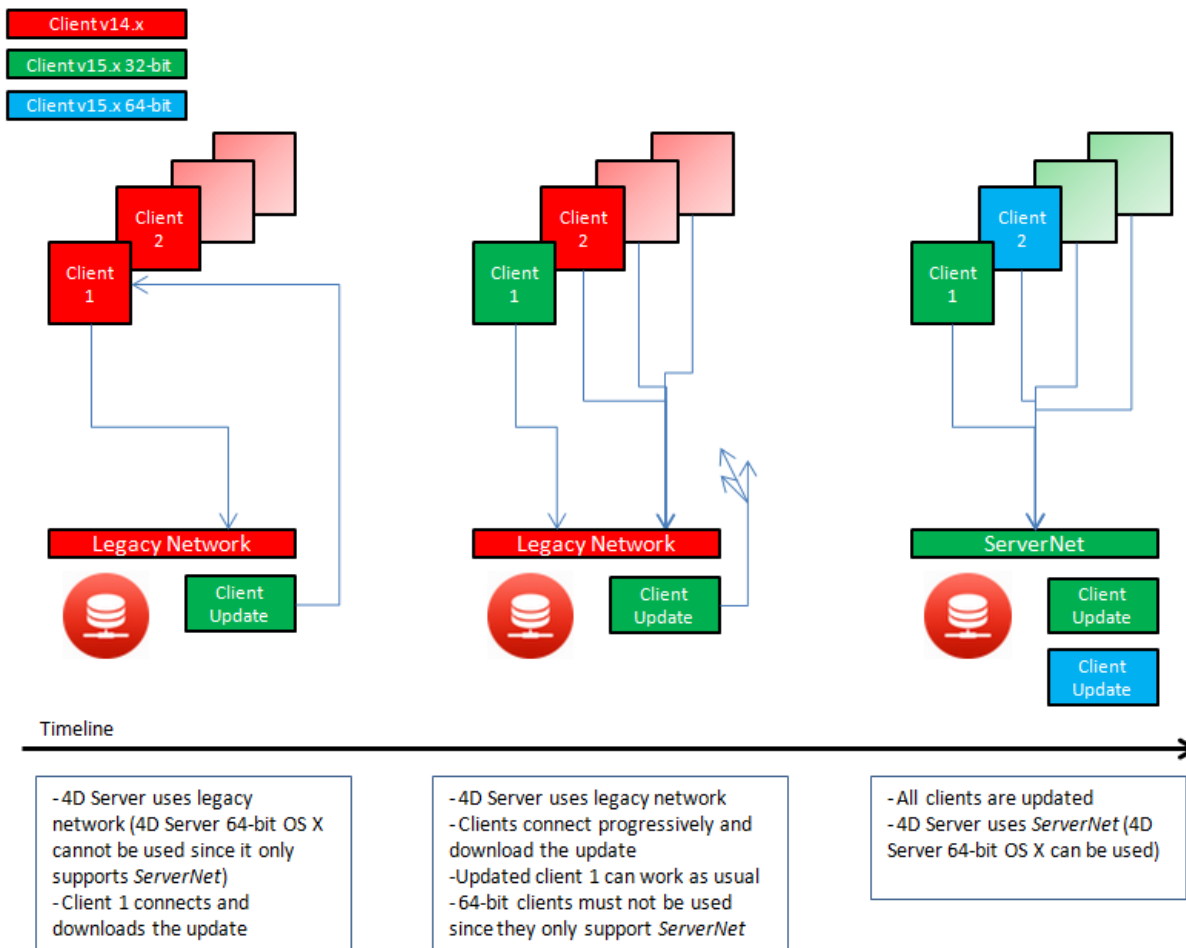 Client v14.x
Client v15.x 32-bit
Client v15.x 64-bit
Client
2
Client
1
Client
2
Client
1
Client
2
Client
1
Legacy Network
Legacy Network
ServerNet
Client
Update
Client
Update
Client
Update
Client
Update
Timeline
- 4D Server uses legacy
network (4D Server 64-bit OS X
cannot be used since it only
supports ServerNet)
- Client 1 connects and
downloads the update
- 4D Server uses legacy network
- Clients connect progressively and
download the update
-Updated client 1 can work as usual
- 64-bit clients must not be used
since they only support ServerNet
- All clients are updated
- 4D Server uses ServerNet (4D
Server 64-bit OS X can be used)